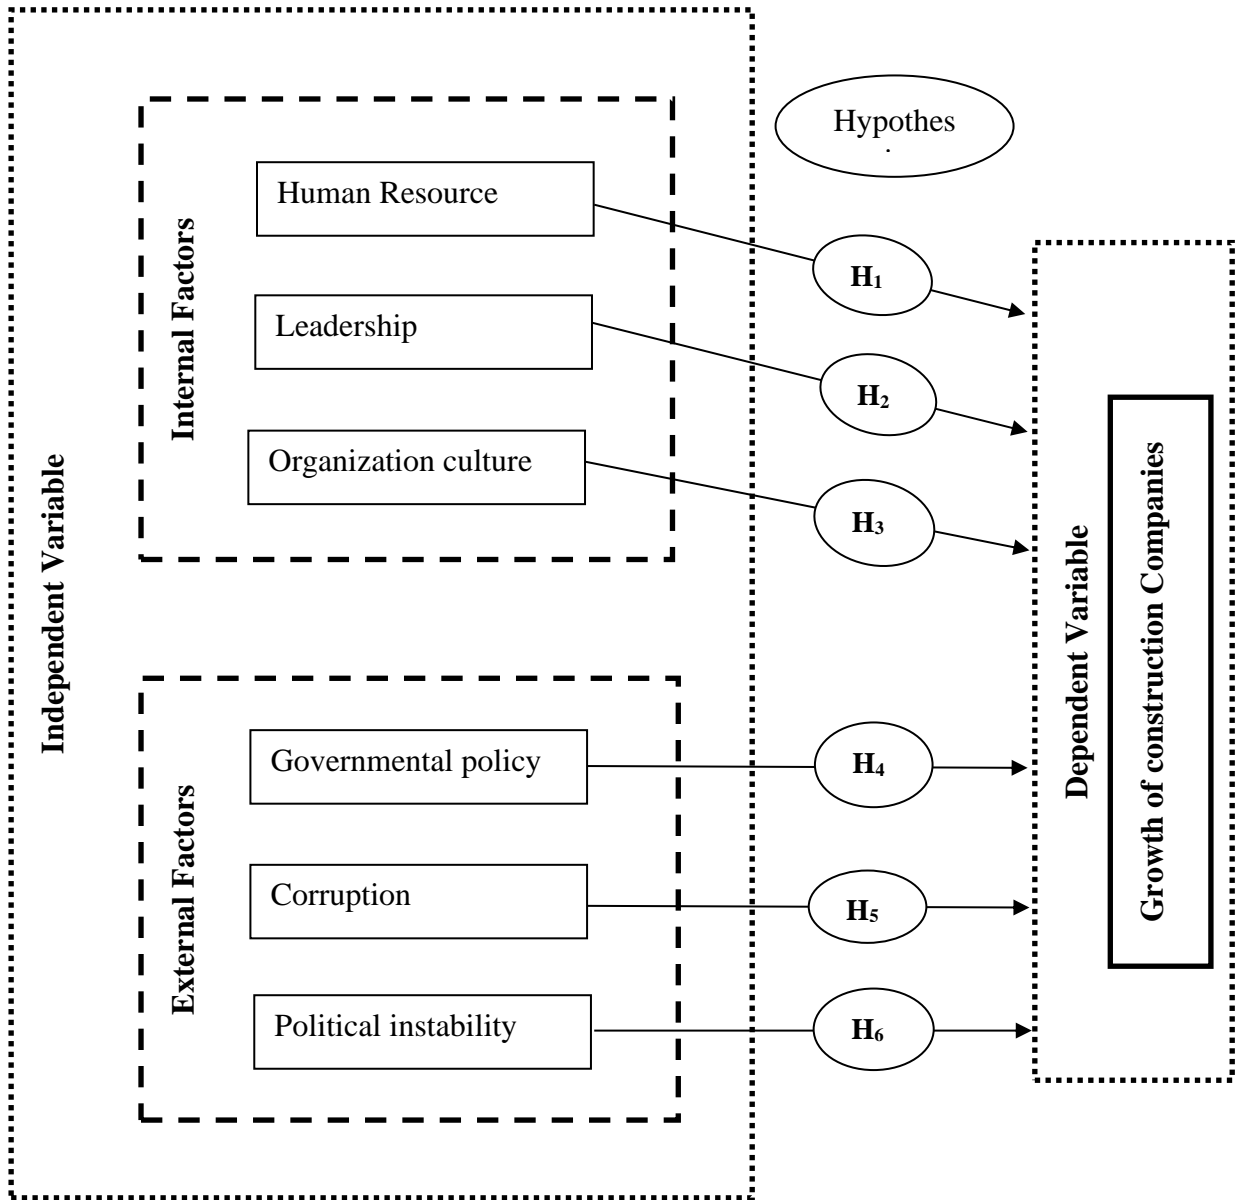 Independent Variable
Internal Factors
Human Resource
Leadership
Organization culture
External Factors
Governmental policy
Corruption
Political instability
Hypothes
H1
H2
H3
H4
H5
H6
Dependent Variable
Growth of construction Companies